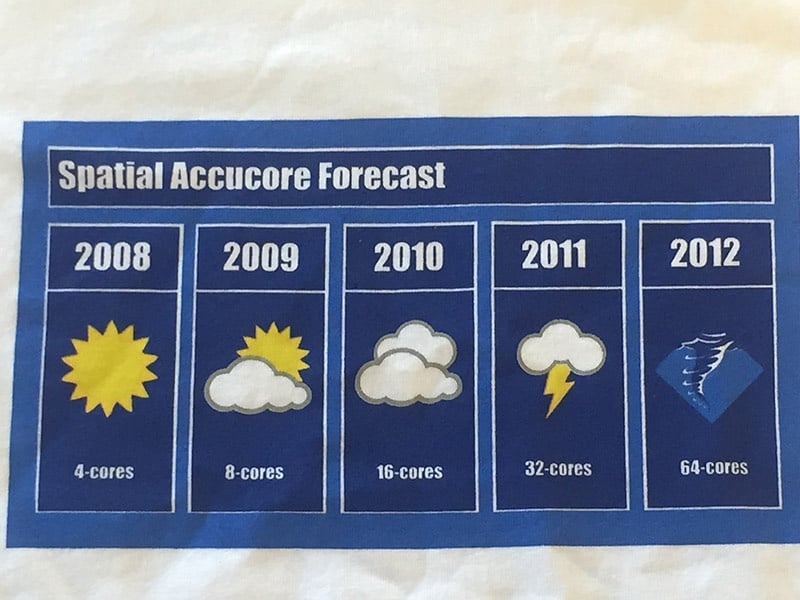 Spatial Accucore Forecast
2008
2009
2010
2011
2012
4-cores
8-cores
16-cores
32-cores
64-cores